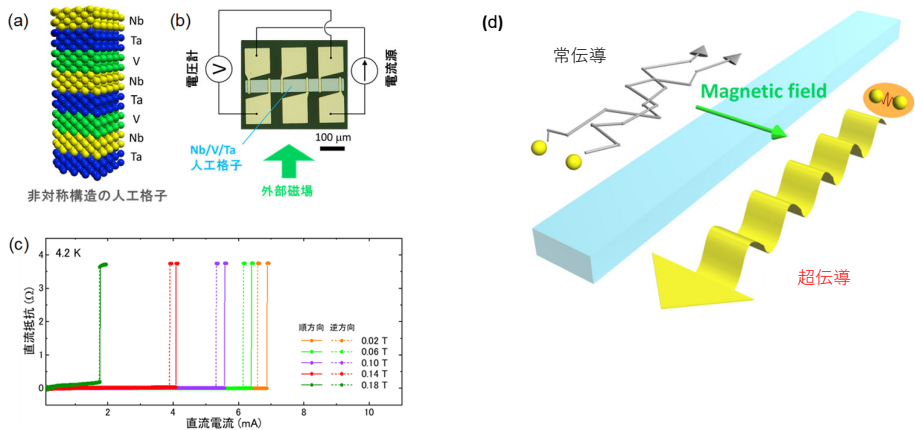 (a)
Nb
Ta
V
Nb
Ta
V
Nb
Ta
非対称構造の人工格子
(b)
電圧計
V
電流源
100 μm
Nb/V/Ta
人工格子
外部磁場
(c)
4.2 K
直流抵抗 (Ω)
4
3
2
1
0
2
4
6
8
10
直流電流 (mA)
順方向 逆方向
0.02 T
0.06 T
0.10 T
0.14 T
0.18 T
(d)
常伝導
Magnetic field
超伝導